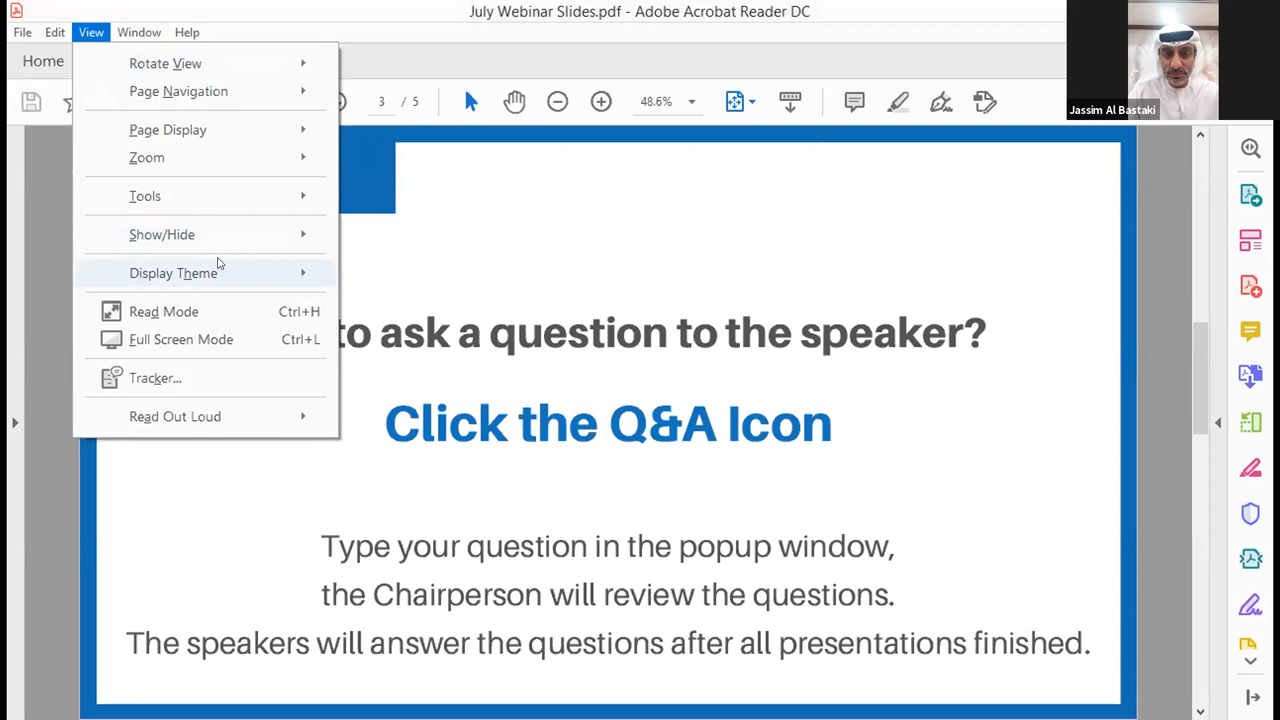 July Webinar Slides.pdf - Adobe Acrobat Reader DC
File Edit View Window Help
Home
3 / 5 48.6%
Rotate View
Page Navigation
Page Display
Zoom
Tools
Show/Hide
Display Theme
Read Mode Ctrl+H
Full Screen Mode Ctrl+L
Tracker...
Read Out Loud
Jassim Al Bastaki
to ask a question to the speaker?
Click the Q&A Icon
Type your question in the popup window,
the Chairperson will review the questions.
The speakers will answer the questions after all presentations finished.